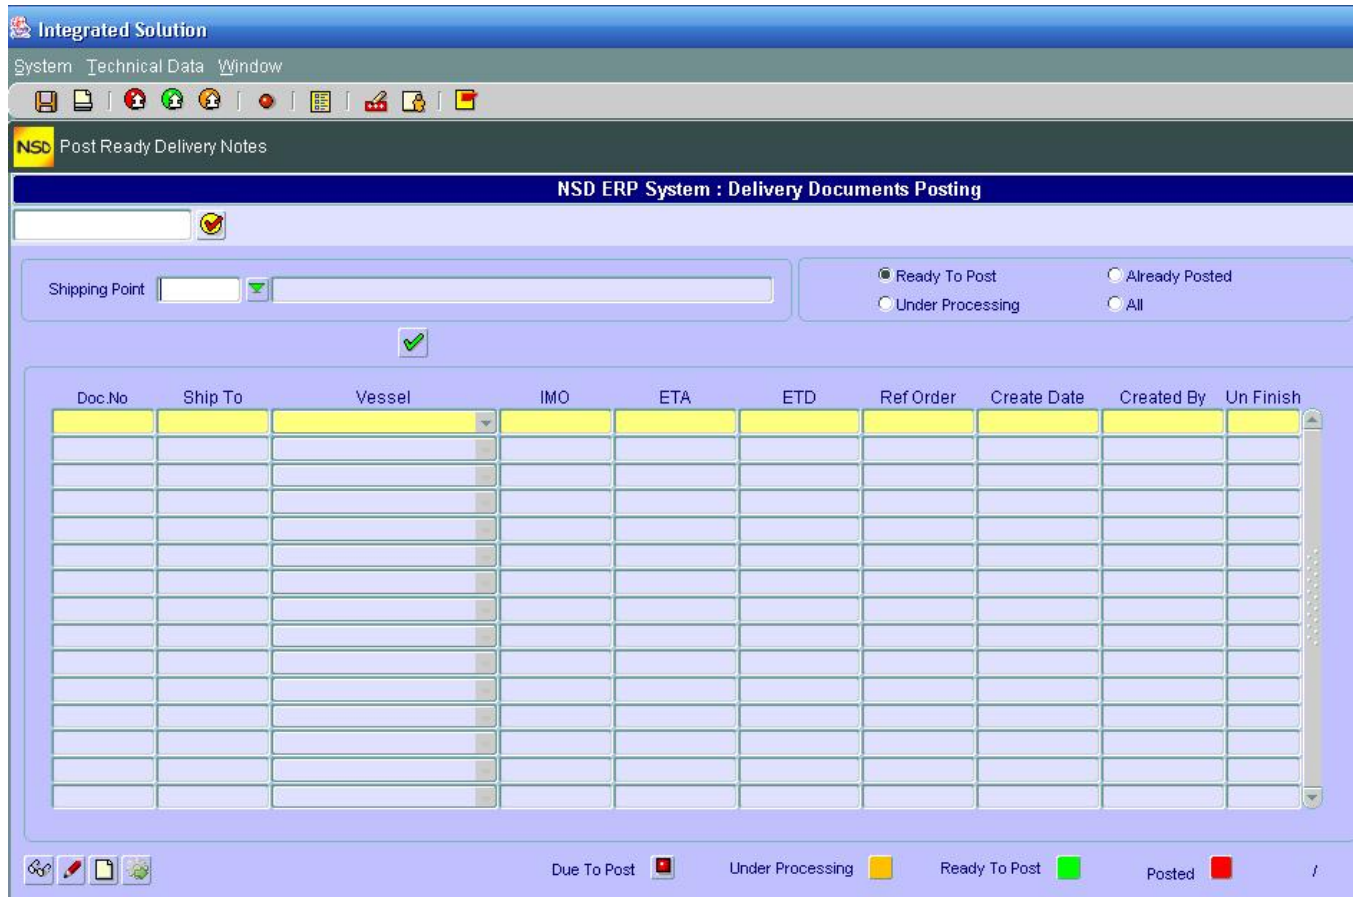 Integrated Solution
System Technical Data Window
NSD Post Ready Delivery Notes
NSD ERP System : Delivery Documents Posting
Shipping Point
Ready To Post Already Posted
Under Processing All
Doc.No Ship To Vessel IMO ETA ETD Ref Order Create Date Created By Un Finish
Due To Post Under Processing Ready To Post Posted /